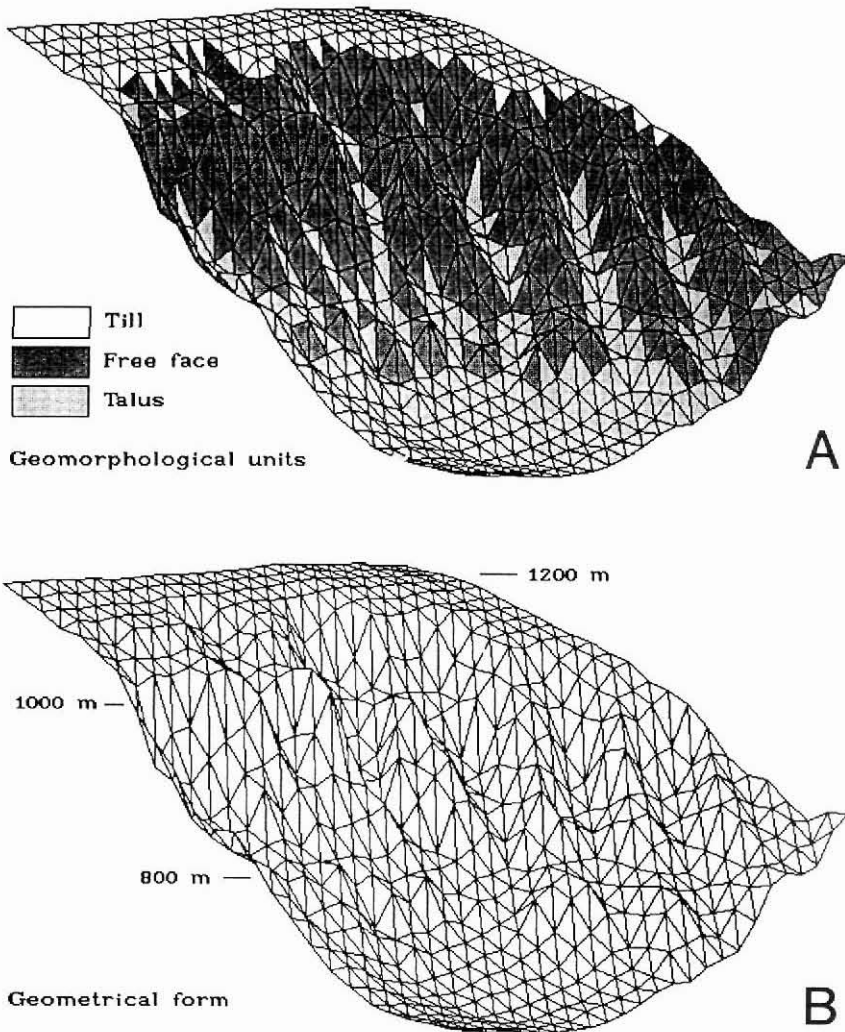 Till
Free face
Talus
Geomorphological units
A
1200 m
1000 m
800 m
Geometrical form
B